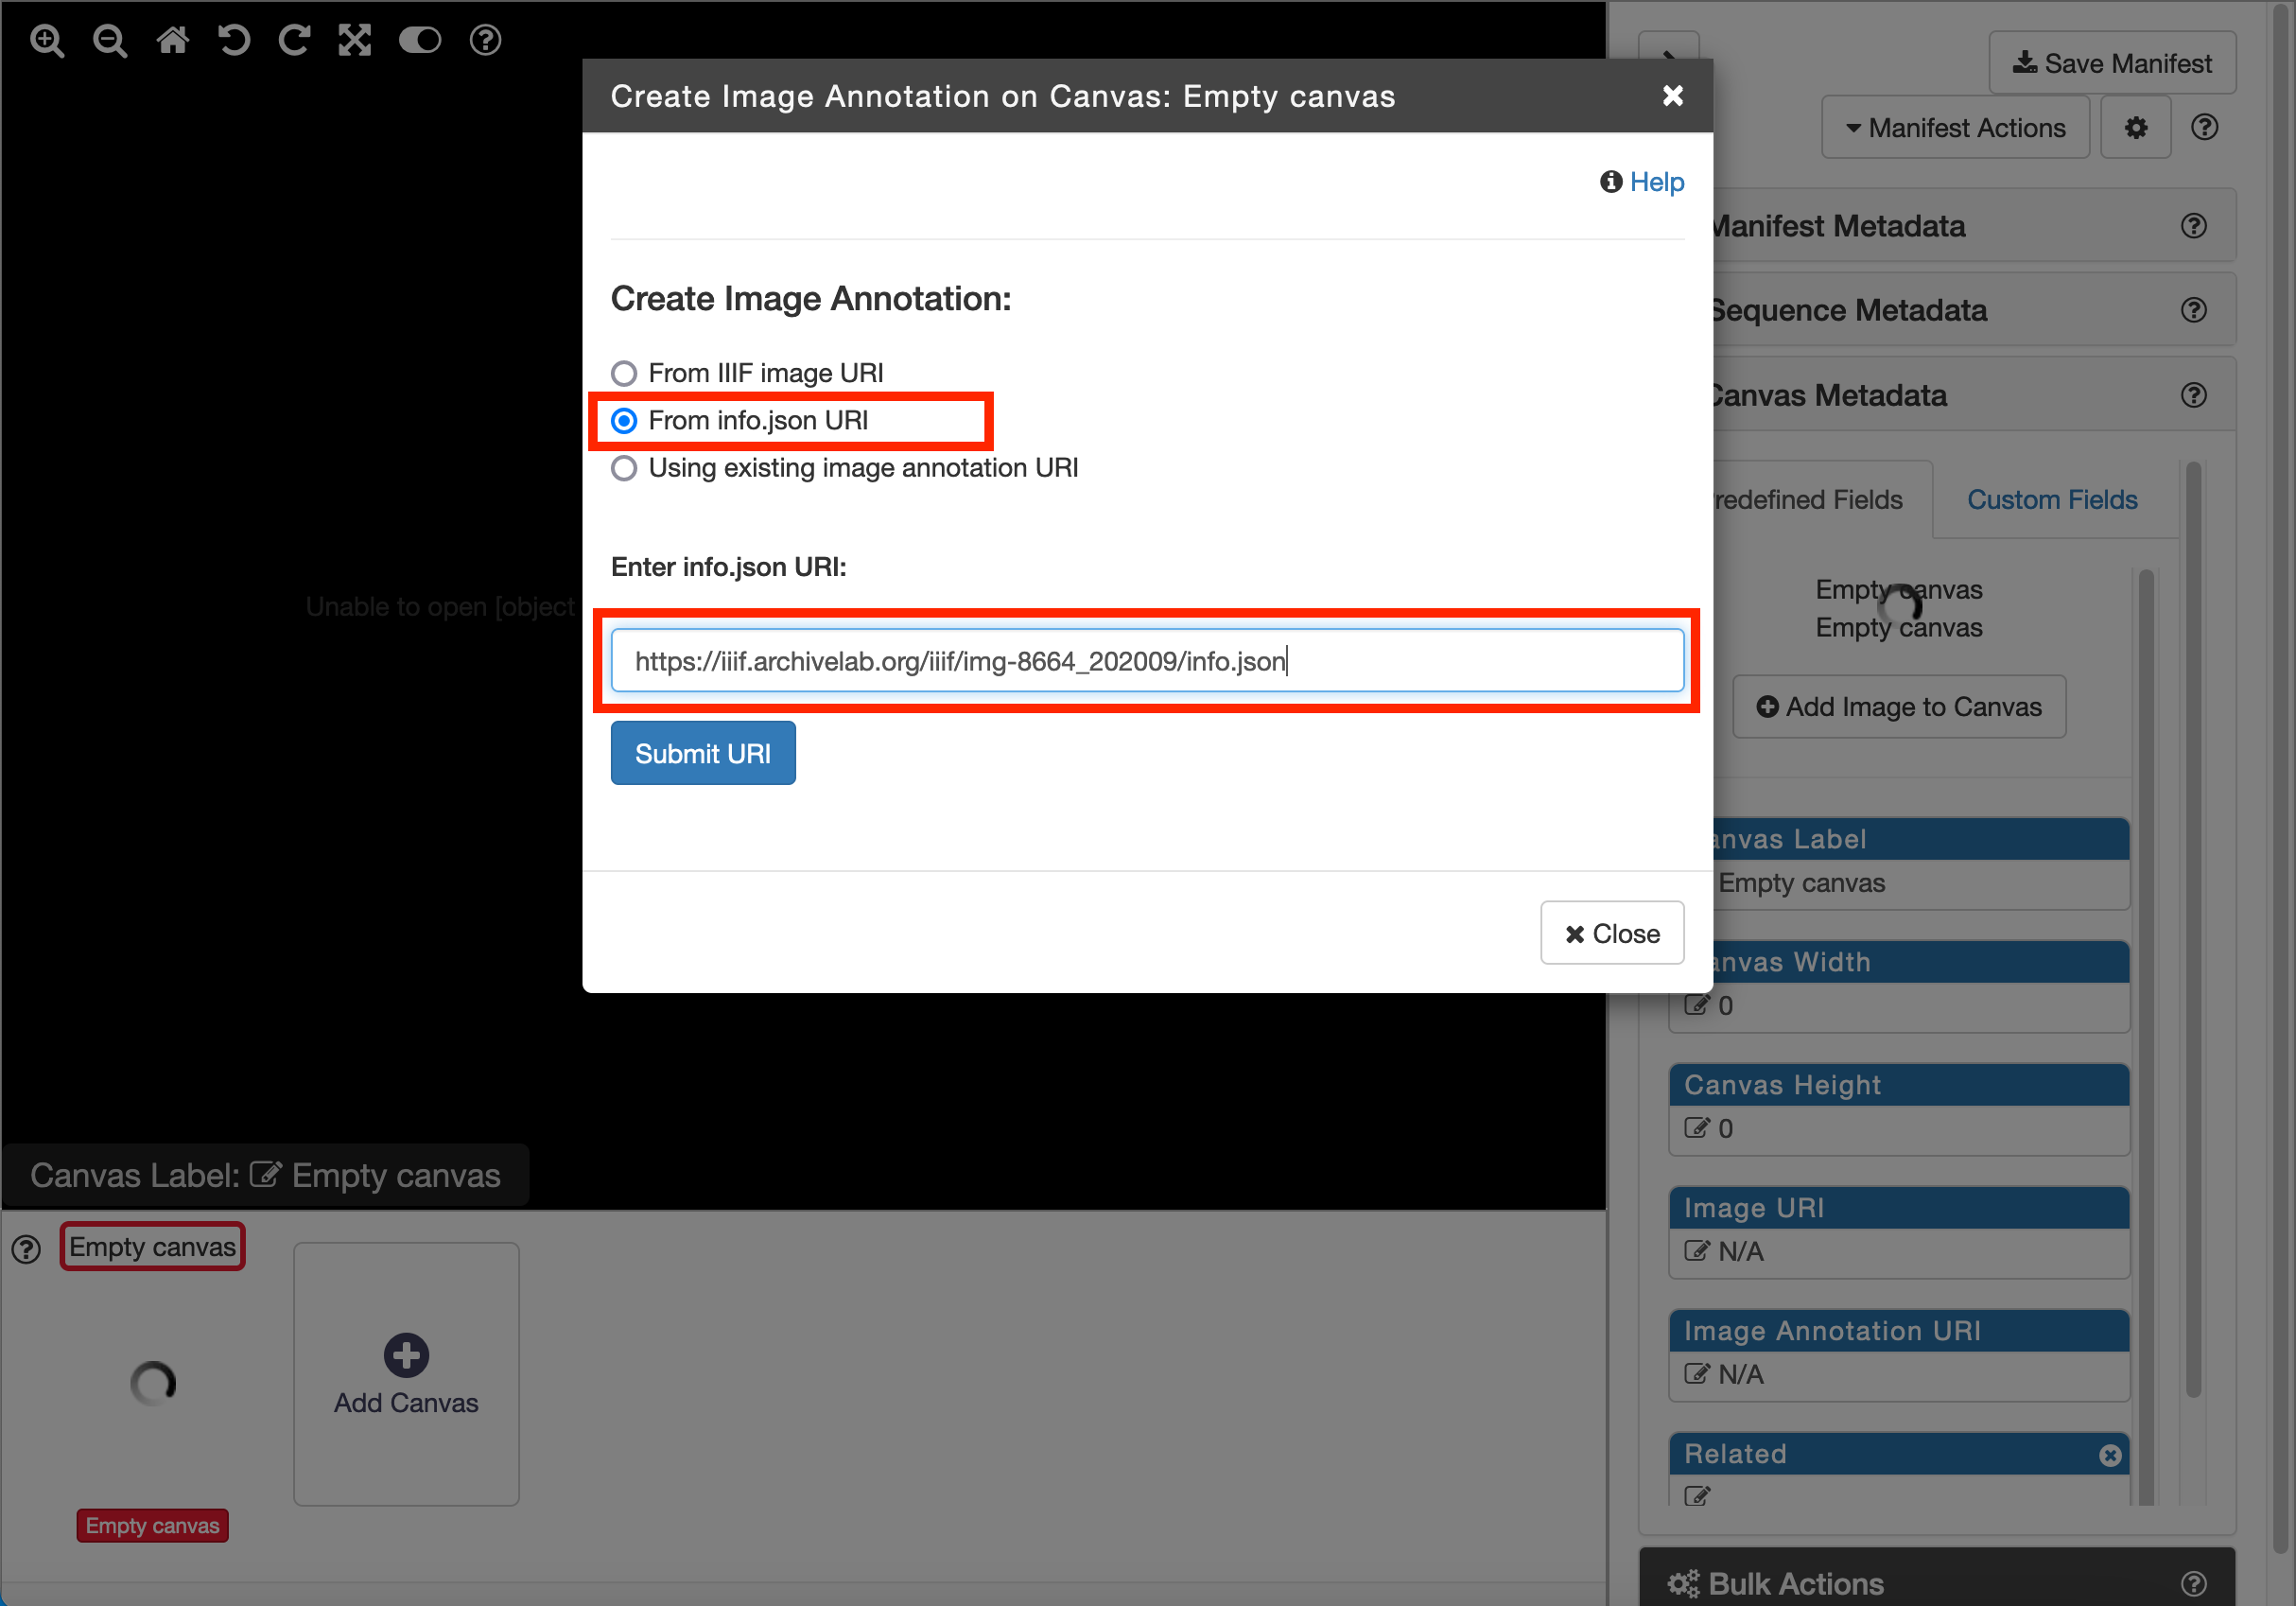 Create Image Annotation on Canvas: Empty canvas
Save Manifest
Manifest Actions
Help
Manifest Metadata
Sequence Metadata
Canvas Metadata
Create Image Annotation:
From IIIF image URI
From info.json URI
Using existing image annotation URI
redefined Fields
Custom Fields
Enter info.json URI:
Unable to open [object
Empty canvas
Empty canvas
https://iiif.archivelab.org/iiif/img-8664_202009/info.json
Add Image to Canvas
Submit URI
anvas Label
Empty canvas
Close
anvas Width
0
Canvas Height
0
Canvas Label: Empty canvas
Image URI
N/A
Image Annotation URI
N/A
Related
Empty canvas
Add Canvas
Empty canvas
Bulk Actions